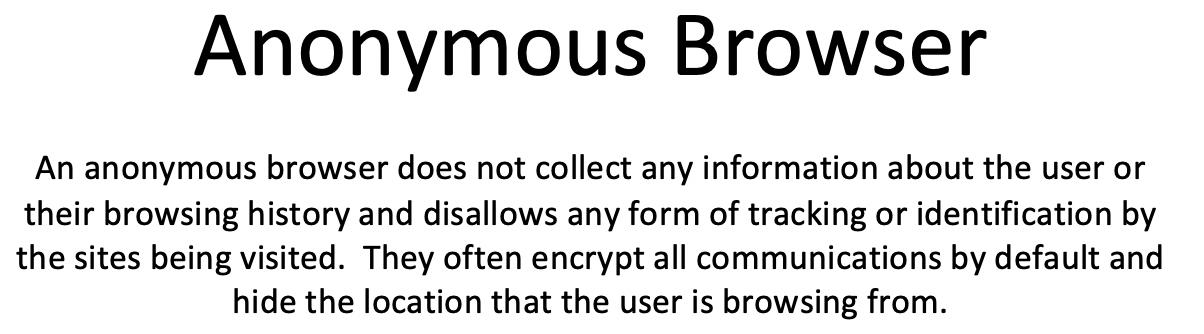 Anonymous Browser
An anonymous browser does not collect any information about the user or
their browsing history and disallows any form of tracking or identification by
the sites being visited.  They often encrypt all communications by default and
hide the location that the user is browsing from.